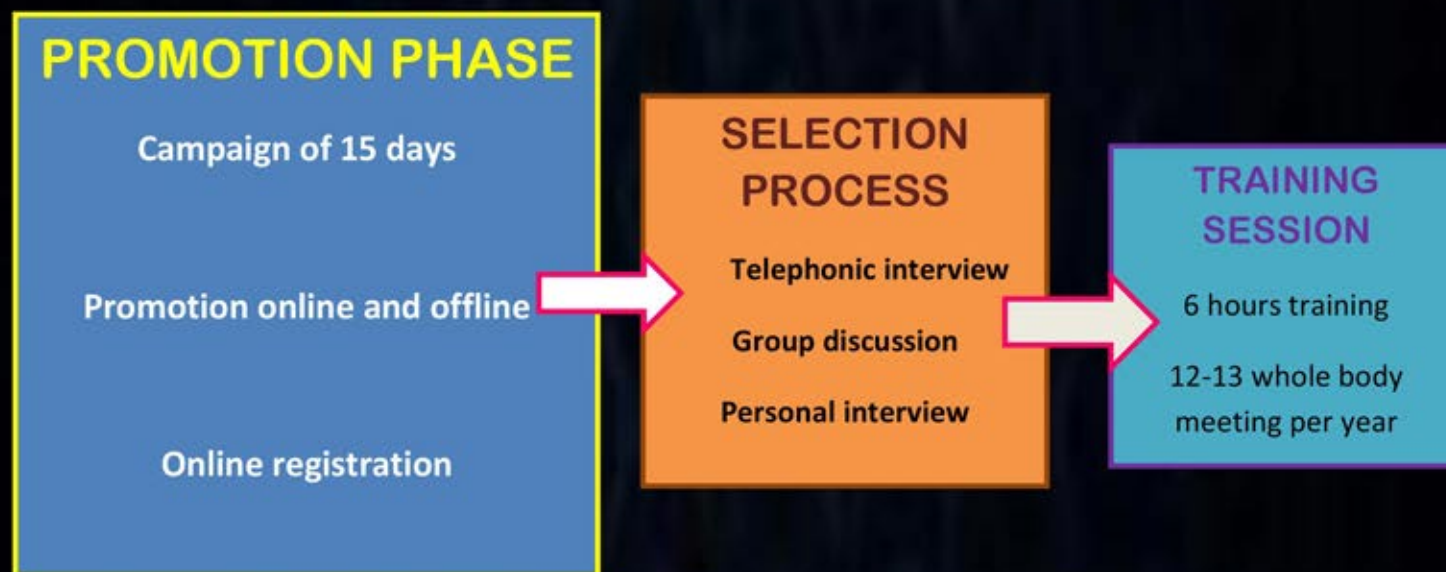 PROMOTION PHASE
Campaign of 15 days
Promotion online and offline
Online registration
SELECTION
PROCESS
Telephonic interview
Group discussion
Personal interview
TRAINING
SESSION
6 hours training
12-13 whole body
meeting per year